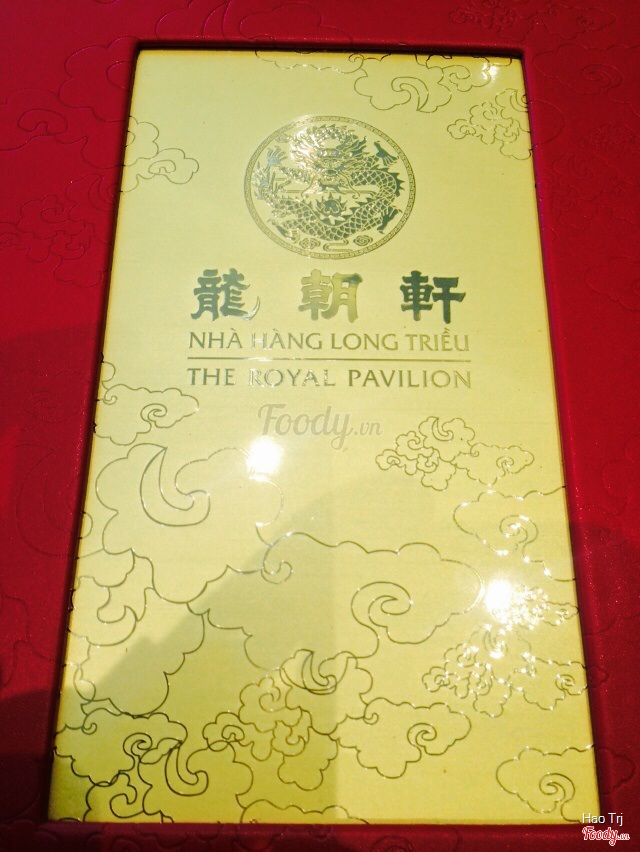 龍朝軒
NHÀ HÀNG LONG TRIỀU
THE ROYAL PAVILION
Foody.vn
Hao Trj
Foody.vn